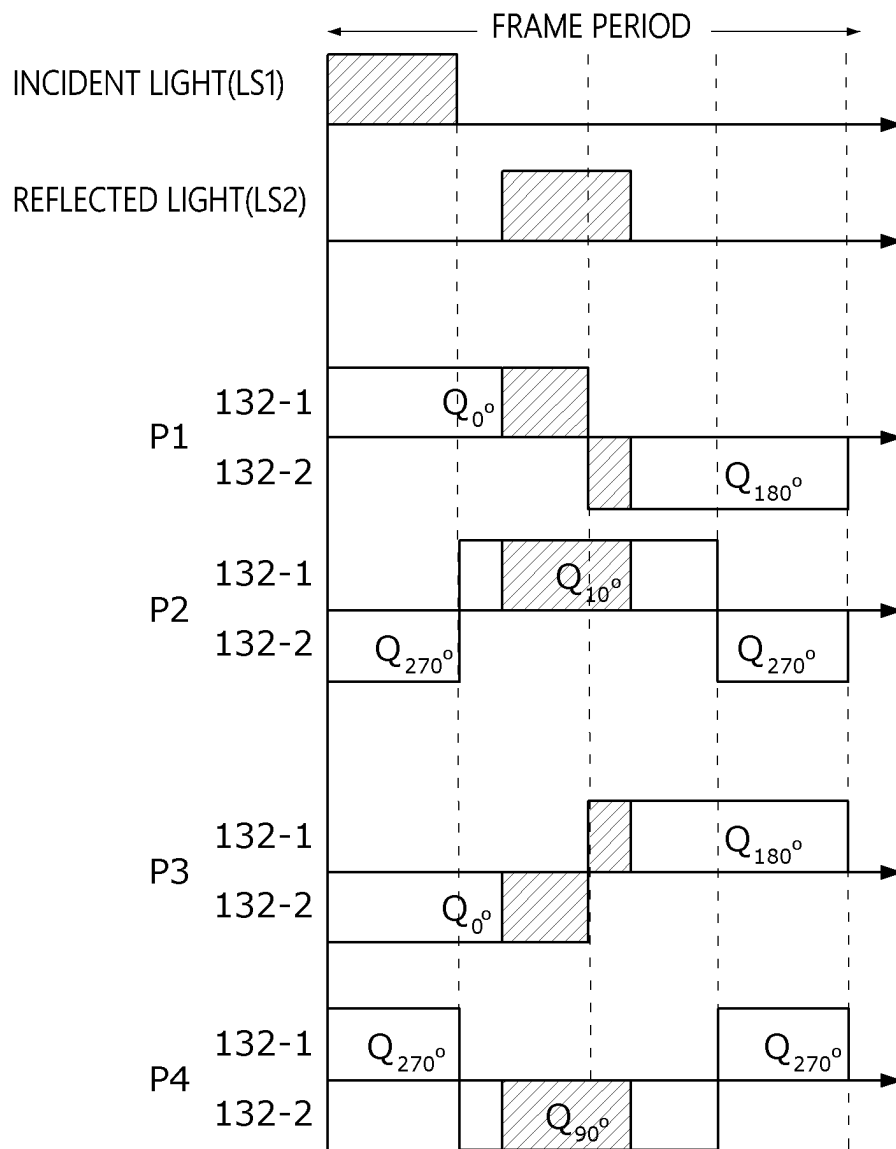 FRAME PERIOD
INCIDENT LIGHT(LS1)
REFLECTED LIGHT(LS2)
132-1
Q0°
P1
132-2
Q180°
132-1
Q10°
P2
132-2
Q270°
Q270°
132-1
Q180°
P3
132-2
Q0°
132-1
Q270°
Q270°
P4
132-2
Q90°